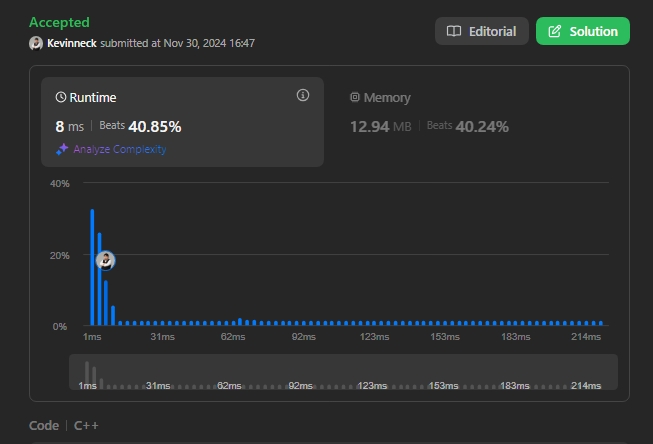 Accepted
Kevinneck submitted at Nov 30, 2024 16:47
Editorial
Solution
Runtime
8 ms | Beats 40.85%
Analyze Complexity
Memory
12.94 MB | Beats 40.24%
40%
20%
0%
1ms 31ms 62ms 92ms 123ms 153ms 183ms 214ms
1ms 31ms 62ms 92ms 123ms 153ms 183ms 214ms
Code | C++